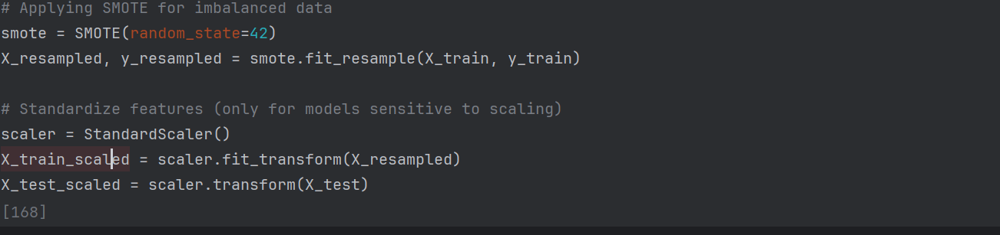 # Applying SMOTE for imbalanced data
smote = SMOTE(random_state=42)
X_resampled, y_resampled = smote.fit_resample(X_train, y_train)
# Standardize features (only for models sensitive to scaling)
scaler = StandardScaler()
X_train_scaled = scaler.fit_transform(X_resampled)
X_test_scaled = scaler.transform(X_test)
[168]